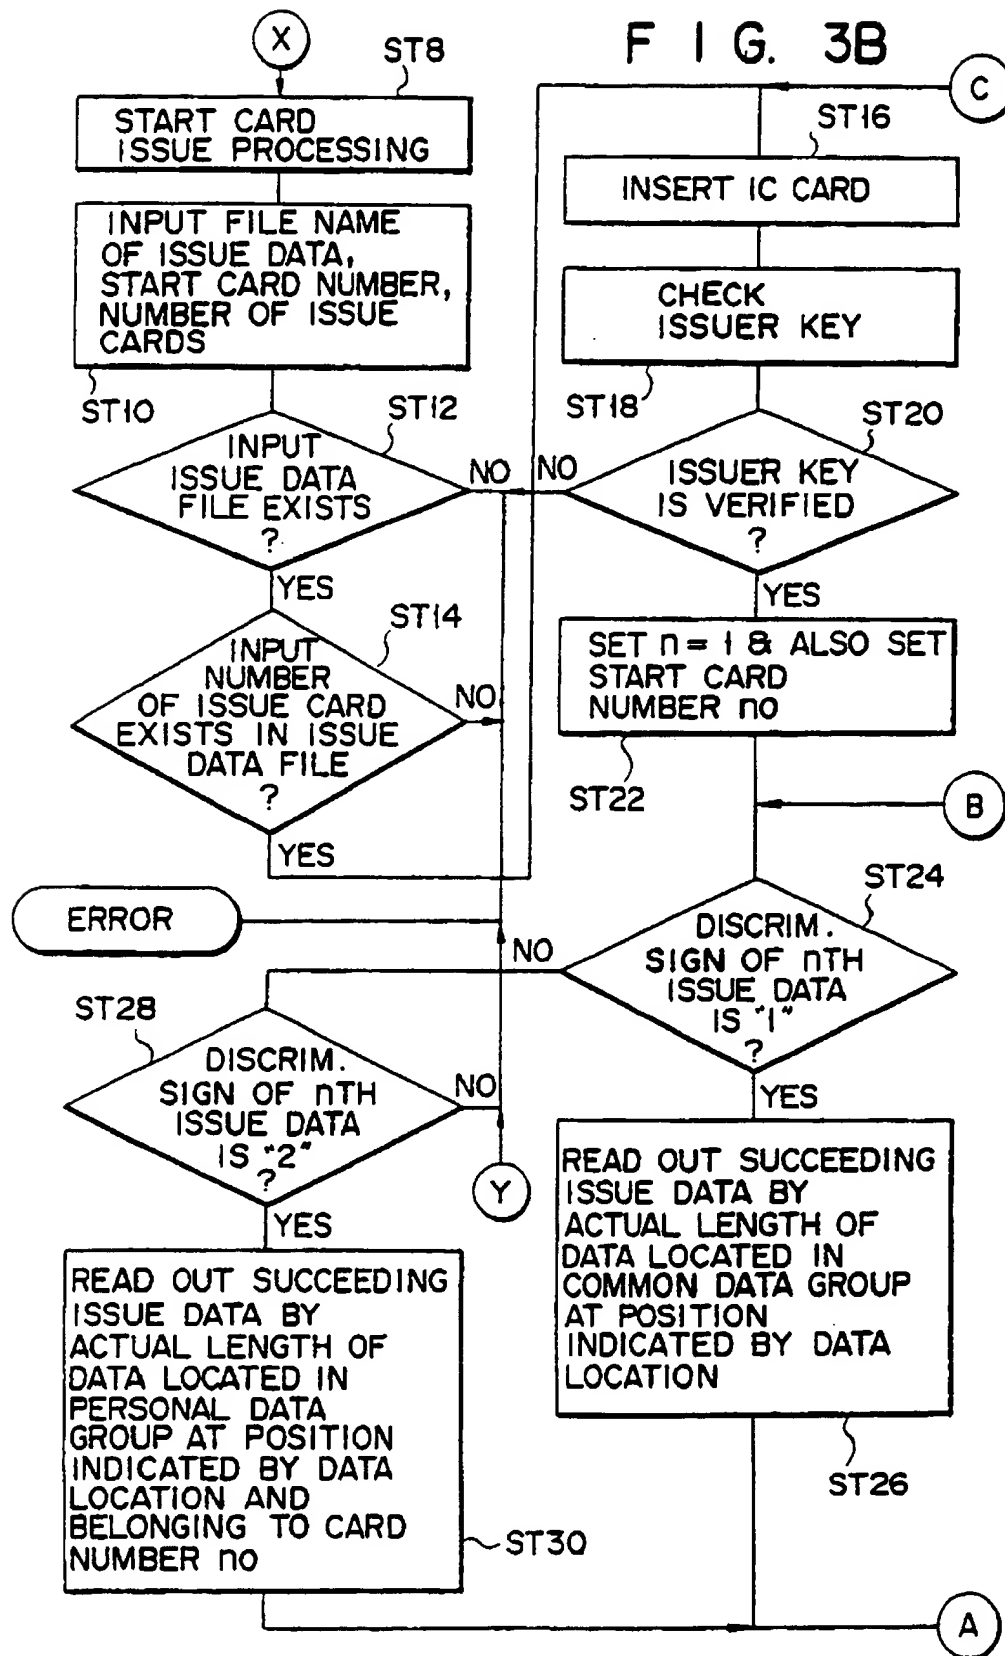 F I G. 3B
X
ST8
START CARD
ISSUE PROCESSING
INPUT FILE NAME
OF ISSUE DATA,
START CARD NUMBER,
NUMBER OF ISSUE
CARDS
ST10
ST12
INPUT
ISSUE DATA
FILE EXISTS
?
NO
YES
ST14
INPUT
NUMBER
OF ISSUE CARD
EXISTS IN ISSUE
DATA FILE
?
NO
YES
ERROR
C
ST16
INSERT IC CARD
CHECK
ISSUER KEY
ST18
ST20
ISSUER KEY
IS VERIFIED
?
NO
YES
SET n = 1 & ALSO SET
START CARD
NUMBER no
ST22
B
ST24
DISCRIM.
SIGN OF nTH
ISSUE DATA
IS "1"
?
NO
YES
ST28
DISCRIM.
SIGN OF nTH
ISSUE DATA
IS "2"
?
NO
YES
Y
READ OUT SUCCEEDING
ISSUE DATA BY
ACTUAL LENGTH OF
DATA LOCATED IN
COMMON DATA GROUP
AT POSITION
INDICATED BY DATA
LOCATION
ST26
READ OUT SUCCEEDING
ISSUE DATA BY
ACTUAL LENGTH OF
DATA LOCATED IN
PERSONAL DATA
GROUP AT POSITION
INDICATED BY DATA
LOCATION AND
BELONGING TO CARD
NUMBER no
ST30
A